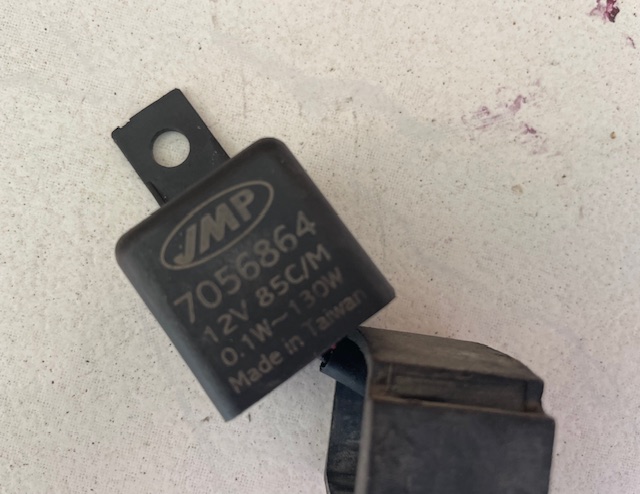 JMP
7056864
12V 85C/M
0.1W~130W
Made in Taiwan